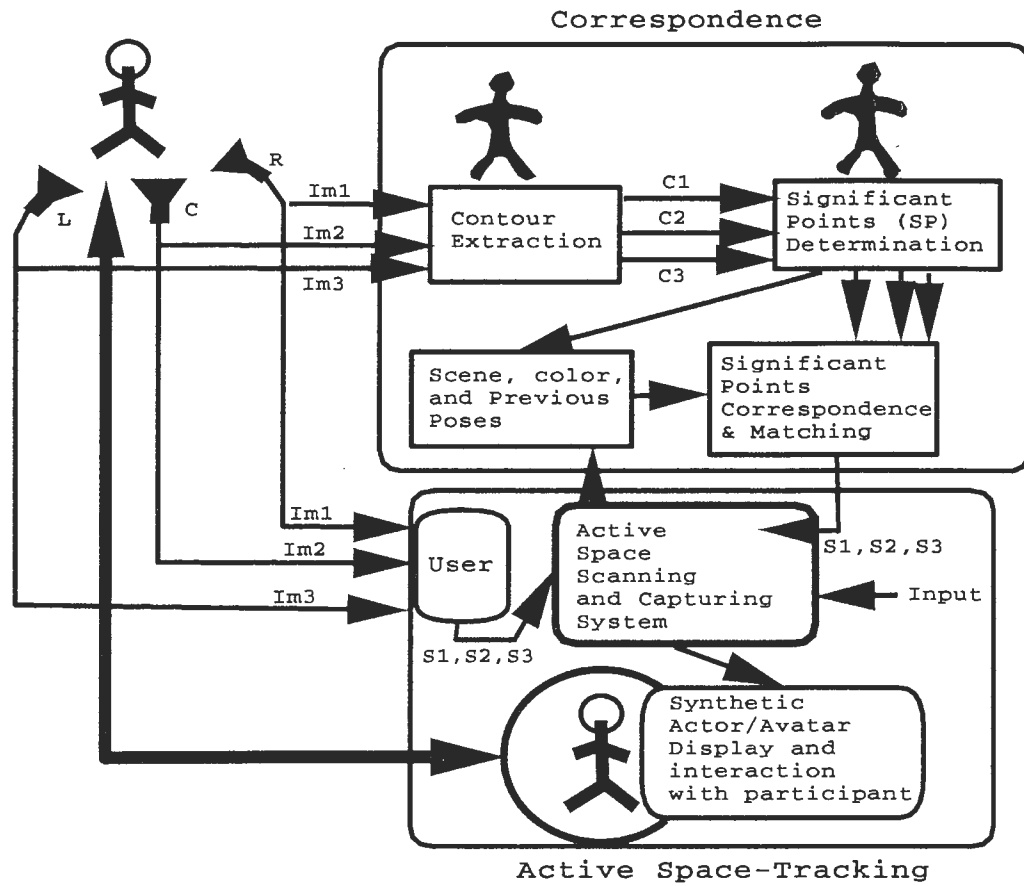 Correspondence
R
L
C
Im1
Im2
Im3
Contour
Extraction
C1
C2
C3
Significant
Points (SP)
Determination
Scene, color,
and Previous
Poses
Significant
Points
Correspondence
& Matching
Im1
Im2
Im3
User
S1,S2,S3
Active
Space
Scanning
and Capturing
System
S1,S2,S3
Input
Synthetic
Actor/Avatar
Display and
interaction
with participant
Active Space-Tracking